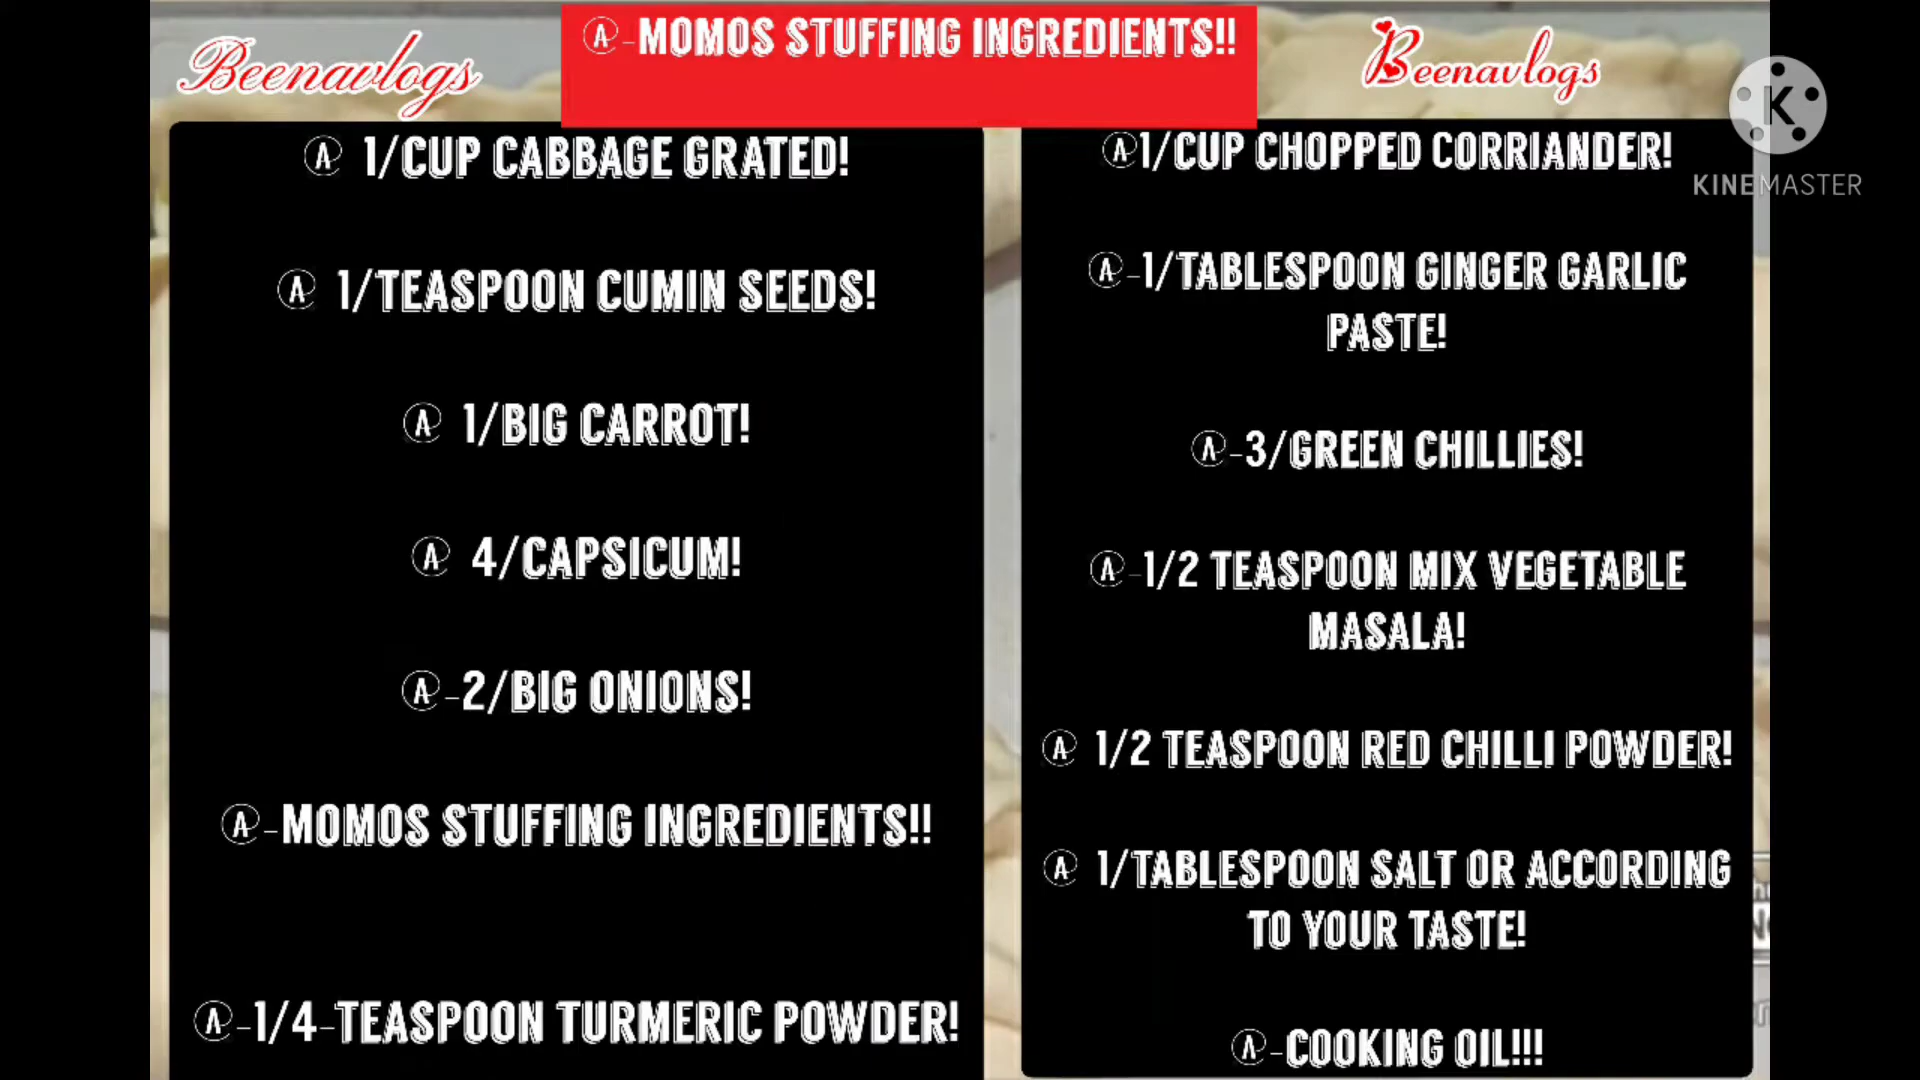 Beenavlogs
Ⓐ-MOMOS STUFFING INGREDIENTS!!
Beenavlogs
K
KINEMASTER
Ⓐ 1/CUP CABBAGE GRATED!
Ⓐ 1/TEASPOON CUMIN SEEDS!
Ⓐ 1/BIG CARROT!
Ⓐ 4/CAPSICUM!
Ⓐ-2/BIG ONIONS!
Ⓐ-MOMOS STUFFING INGREDIENTS!!
Ⓐ-1/4-TEASPOON TURMERIC POWDER!
Ⓐ1/CUP CHOPPED CORRIANDER!
Ⓐ-1/TABLESPOON GINGER GARLIC
PASTE!
Ⓐ-3/GREEN CHILLIES!
Ⓐ-1/2 TEASPOON MIX VEGETABLE
MASALA!
Ⓐ 1/2 TEASPOON RED CHILLI POWDER!
Ⓐ 1/TABLESPOON SALT OR ACCORDING
TO YOUR TASTE!
Ⓐ-COOKING OIL!!!